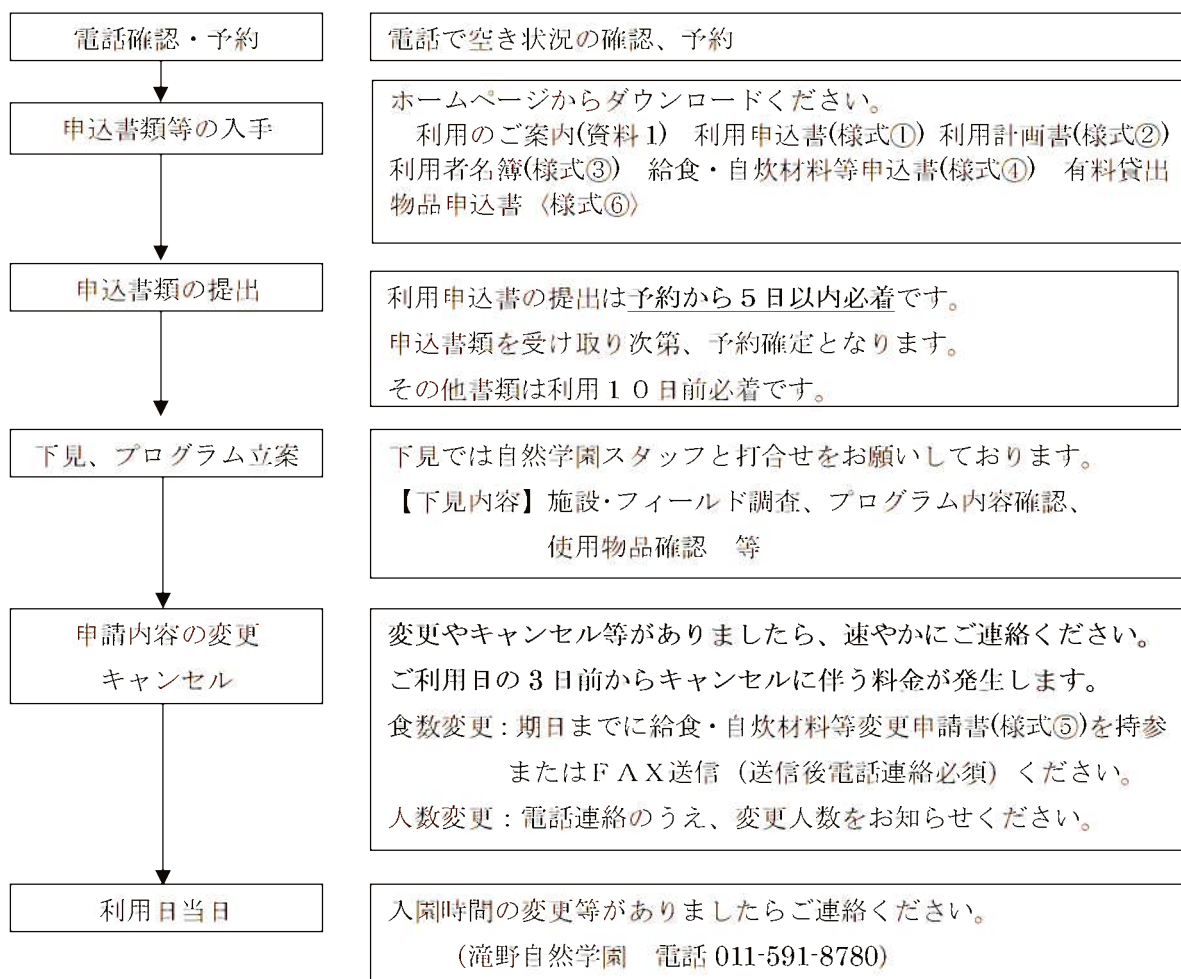 電話確認・予約
電話で空き状況の確認、予約
申込書類等の入手
ホームページからダウンロードください。
利用のご案内(資料1) 利用申込書(様式①) 利用計画書(様式②)
利用者名簿(様式③) 給食・自炊材料等申込書(様式④) 有料貸出
物品申込書〈様式⑥〉
申込書類の提出
利用申込書の提出は予約から5日以内必着です。
申込書類を受け取り次第、予約確定となります。
その他書類は利用10日前必着です。
下見、プログラム立案
下見では自然学園スタッフと打合せをお願いしております。
【下見内容】施設・フィールド調査、プログラム内容確認、
使用物品確認 等
申請内容の変更
キャンセル
変更やキャンセル等がありましたら、速やかにご連絡ください。
ご利用日の3日前からキャンセルに伴う料金が発生します。
食数変更：期日までに給食・自炊材料等変更申請書(様式⑤)を持参
またはFAX送信（送信後電話連絡必須）ください。
人数変更：電話連絡のうえ、変更人数をお知らせください。
利用日当日
入園時間の変更等がありましたらご連絡ください。
(滝野自然学園 電話 011-591-8780)